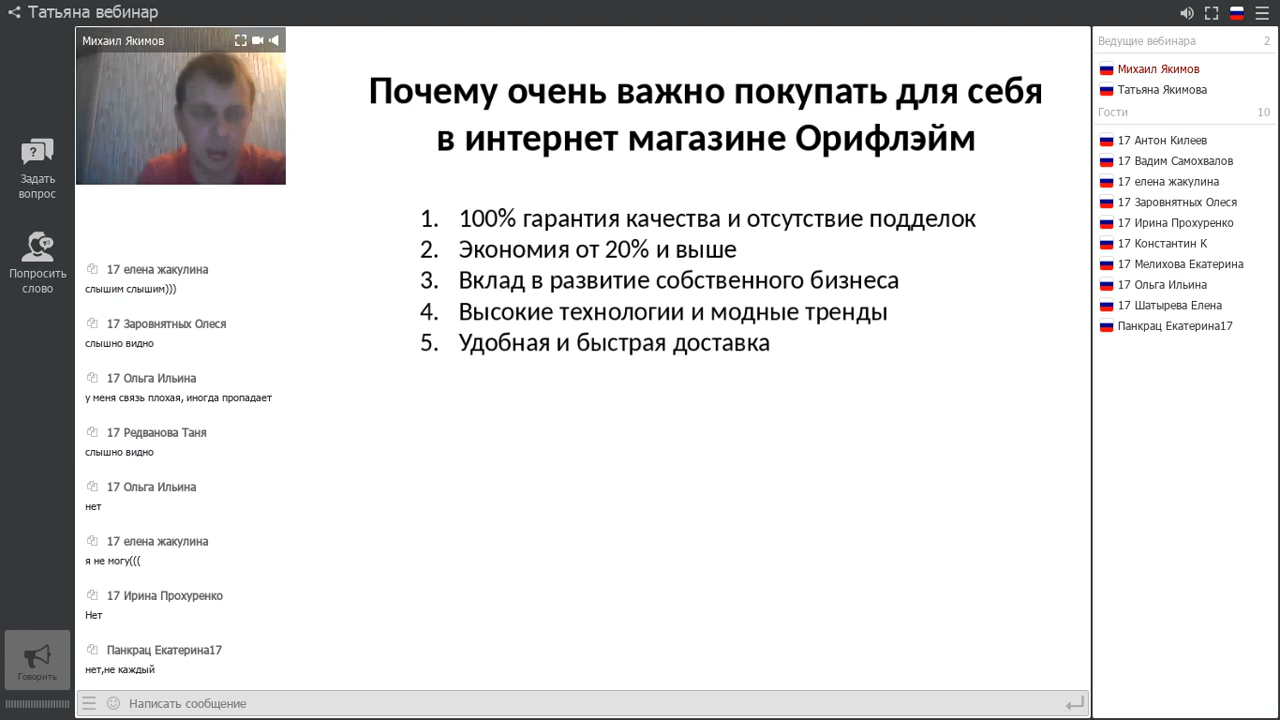 Татьяна вебинар
Задать
вопрос
Попросить
слово
Говорить
Михаил Якимов
17 елена жакулина
слышим слышим)))
17 Заровнятных Олеся
слышно видно
17 Ольга Ильина
у меня связь плохая, иногда пропадает
17 Редванова Таня
слышно видно
17 Ольга Ильина
нет
17 елена жакулина
я не могу(((
17 Ирина Прохуренко
Нет
Панкрац Екатерина17
нет,не каждый
Написать сообщение
Почему очень важно покупать для себя
в интернет магазине Орифлэйм
1. 100% гарантия качества и отсутствие подделок
2. Экономия от 20% и выше
3. Вклад в развитие собственного бизнеса
4. Высокие технологии и модные тренды
5. Удобная и быстрая доставка
Ведущие вебинара 2
Михаил Якимов
Татьяна Якимова
Гости 10
17 Антон Килеев
17 Вадим Самохвалов
17 елена жакулина
17 Заровнятных Олеся
17 Ирина Прохуренко
17 Константин К
17 Мелихова Екатерина
17 Ольга Ильина
17 Шатырева Елена
Панкрац Екатерина17